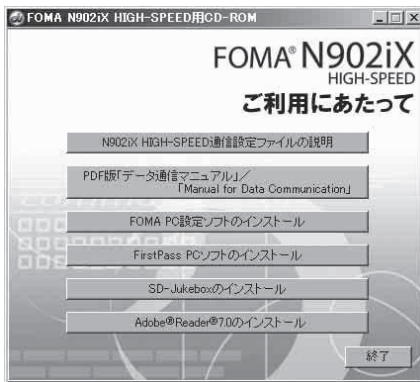 FOMA N902iX HIGH-SPEED用CD-ROM
FOMA® N902iX
HIGH-SPEED
ご利用にあたって
N902iX HIGH-SPEED通信設定ファイルの説明
PDF版「データ通信マニュアル」／
「Manual for Data Communication」
FOMA PC設定ソフトのインストール
FirstPass PCソフトのインストール
SD-Jukeboxのインストール
Adobe®Reader®7.0のインストール
終了